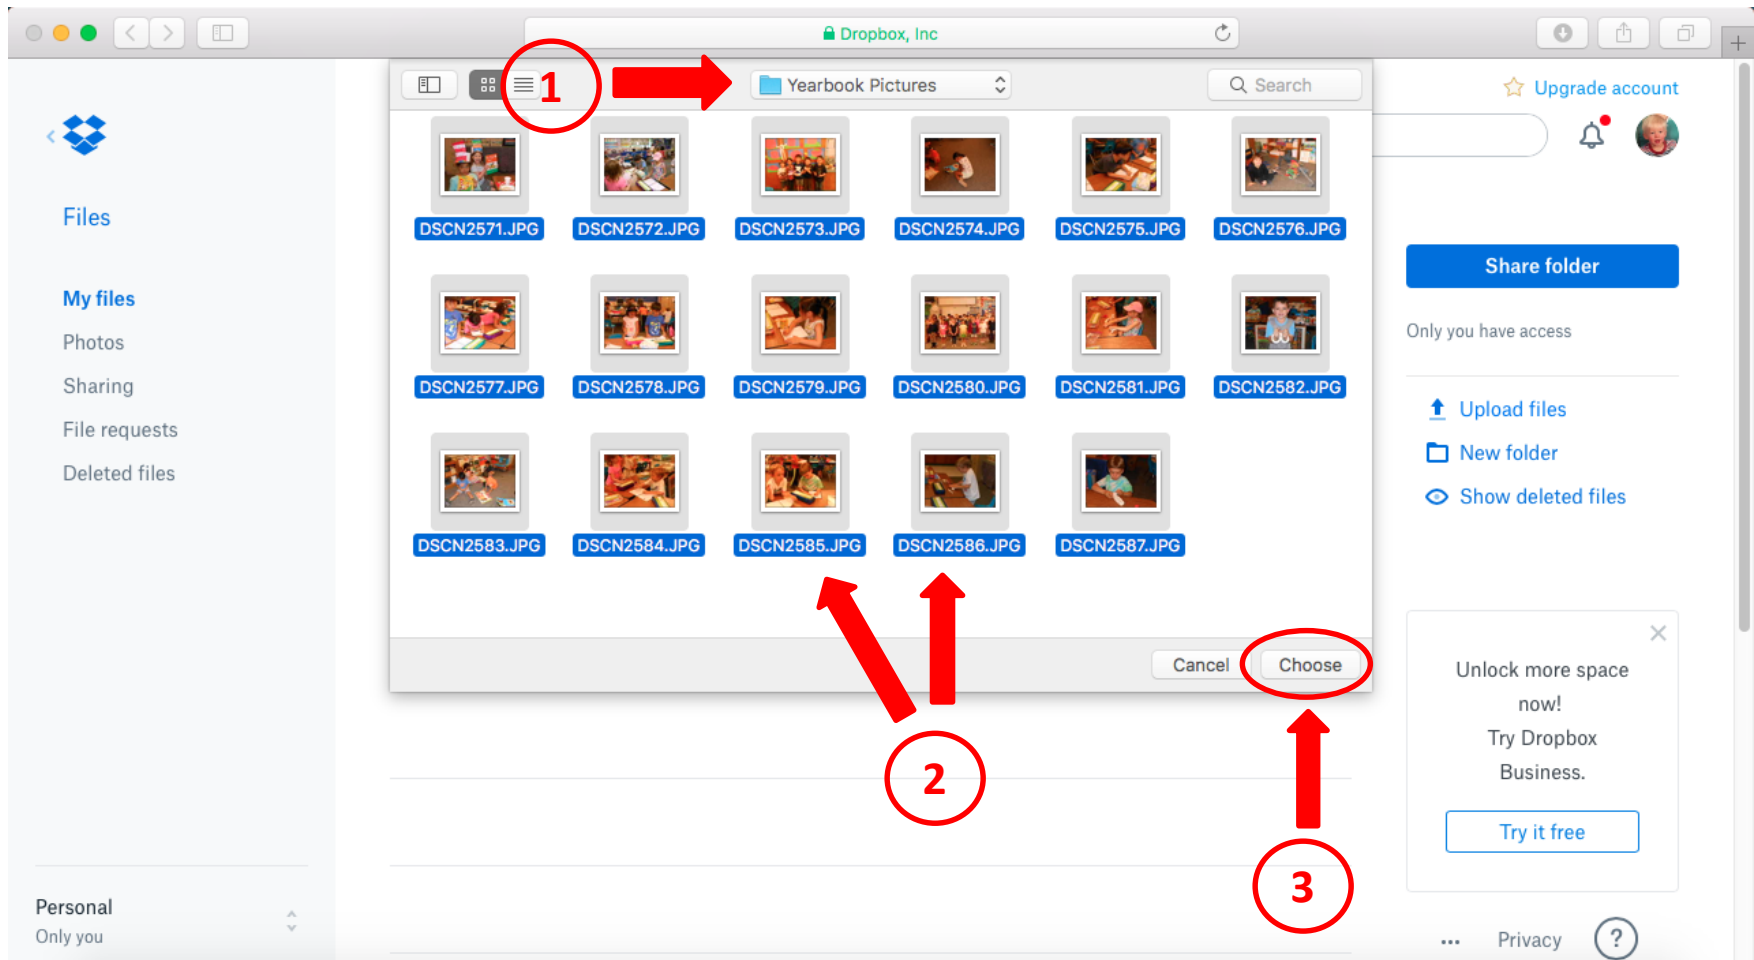 Dropbox, Inc
1
Yearbook Pictures
Search
Upgrade account
Files
My files
Photos
Sharing
File requests
Deleted files
Personal
Only you
DSCN2571.JPG DSCN2572.JPG DSCN2573.JPG DSCN2574.JPG DSCN2575.JPG DSCN2576.JPG
DSCN2577.JPG DSCN2578.JPG DSCN2579.JPG DSCN2580.JPG DSCN2581.JPG DSCN2582.JPG
DSCN2583.JPG DSCN2584.JPG DSCN2585.JPG DSCN2586.JPG DSCN2587.JPG
Cancel Choose
2
3
Share folder
Only you have access
Upload files
New folder
Show deleted files
Unlock more space
now!
Try Dropbox
Business.
Try it free
... Privacy ?